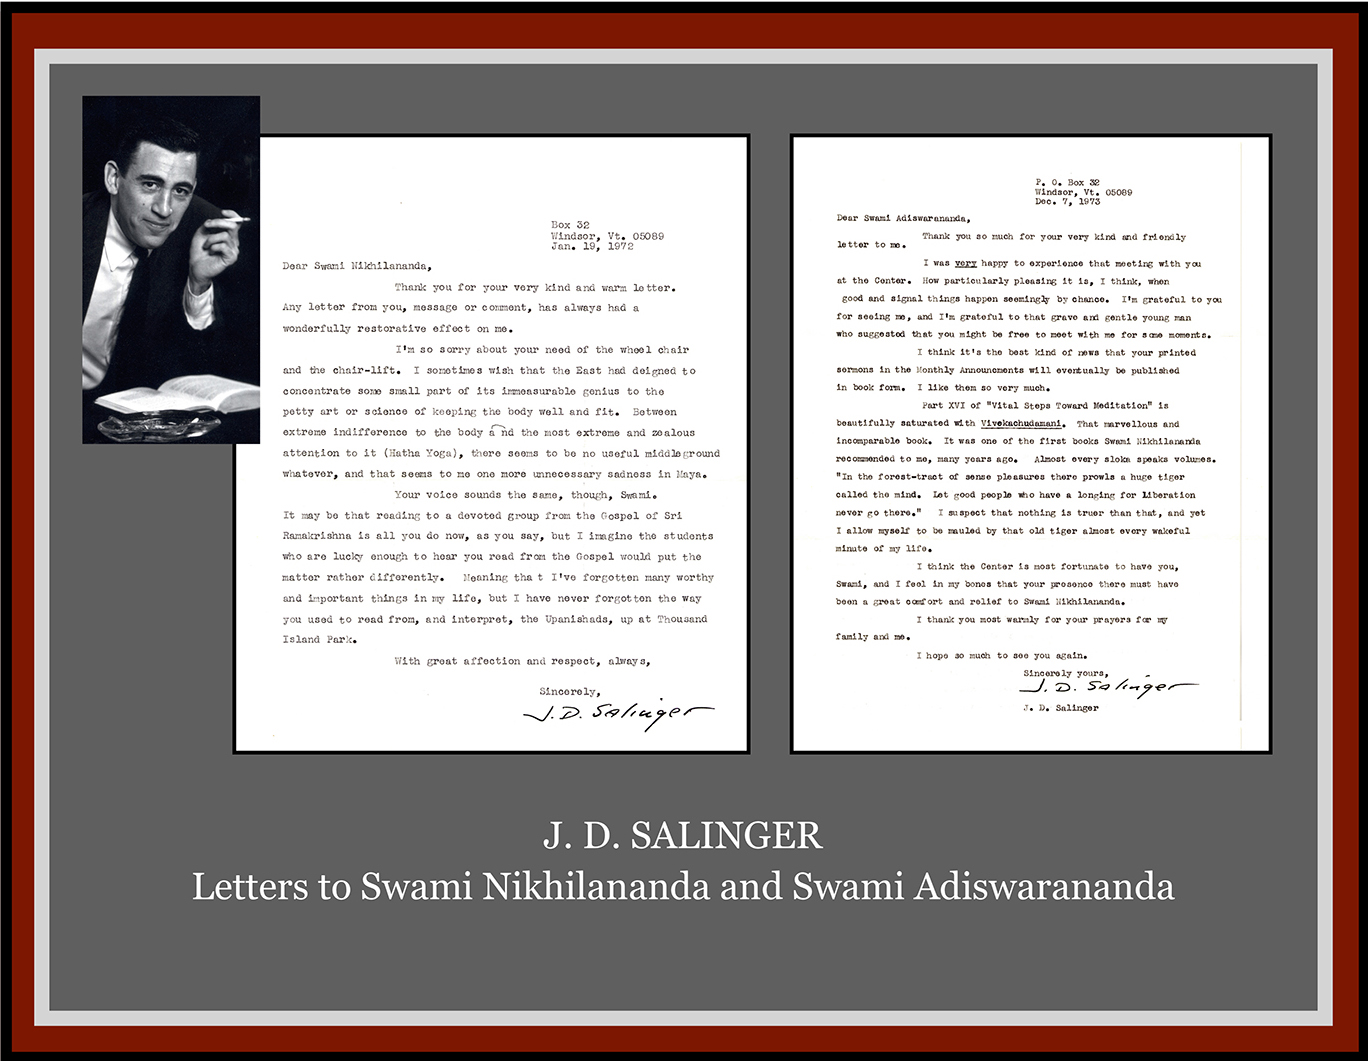 Box 32
Windsor, Vt. 05089
Jan. 19, 1972
Dear Swami Nikhilananda,
Thank you for your very kind and warm letter.
Any letter from you, message or comment, has always had a
wonderfully restorative effect on me.
I'm so sorry about your need of the wheel chair
and the chair-lift. I sometimes wish that the East had deigned to
concentrate some small part of its immeasurable genius to the
petty art or science of keeping the body well and fit. Between
extreme indifference to the body and the most extreme and zealous
attention to it (Hatha Yoga), there seems to be no useful middleground
whatever, and that seems to me one more unnecessary sadness in Maya.
Your voice sounds the same, though, Swami.
It may be that reading to a devoted group from the Gospel of Sri
Ramakrishna is all you do now, as you say, but I imagine the students
who are lucky enough to hear you read from the Gospel would put the
matter rather differently. Meaning that I've forgotten many worthy
and important things in my life, but I have never forgotten the way
you used to read from, and interpret, the Upanishads, up at Thousand
Island Park.
With great affection and respect, always,
Sincerely,
J. D. Salinger
P. O. Box 32
Windsor, Vt. 05089
Dec. 7, 1973
Dear Swami Adiswarananda,
Thank you so much for your very kind and friendly
letter to me.
I was very happy to experience that meeting with you
at the Center. How particularly pleasing it is, I think, when
good and signal things happen seemingly by chance. I'm grateful to you
for seeing me, and I'm grateful to that grave and gentle young man
who suggested that you might be free to meet with me for some moments.
I think it's the best kind of news that your printed
sermons in the Monthly Announcments will eventually be published
in book form. I like them so very much.
Part XVI of "Vital Steps Toward Meditation" is
beautifully saturated with Vivekachudamani. That marvellous and
incomparable book. It was one of the first books Swami Nikhilananda
recommended to me, many years ago. Almost every sloka speaks volumes.
"In the forest-tract of sense pleasures there prowls a huge tiger
called the mind. Let good people who have a longing for liberation
never go there." I suspect that nothing is truer than that, and yet
I allow myself to be mauled by that old tiger almost every wakeful
minute of my life.
I think the Center is most fortunate to have you,
Swami, and I feel in my bones that your presence there must have
been a great comfort and relief to Swami Nikhilananda.
I thank you most warmly for your prayers for my
family and me.
I hope so much to see you again.
Sincerely yours,
J. D. Salinger
J. D. Salinger
J. D. SALINGER
Letters to Swami Nikhilananda and Swami Adiswarananda